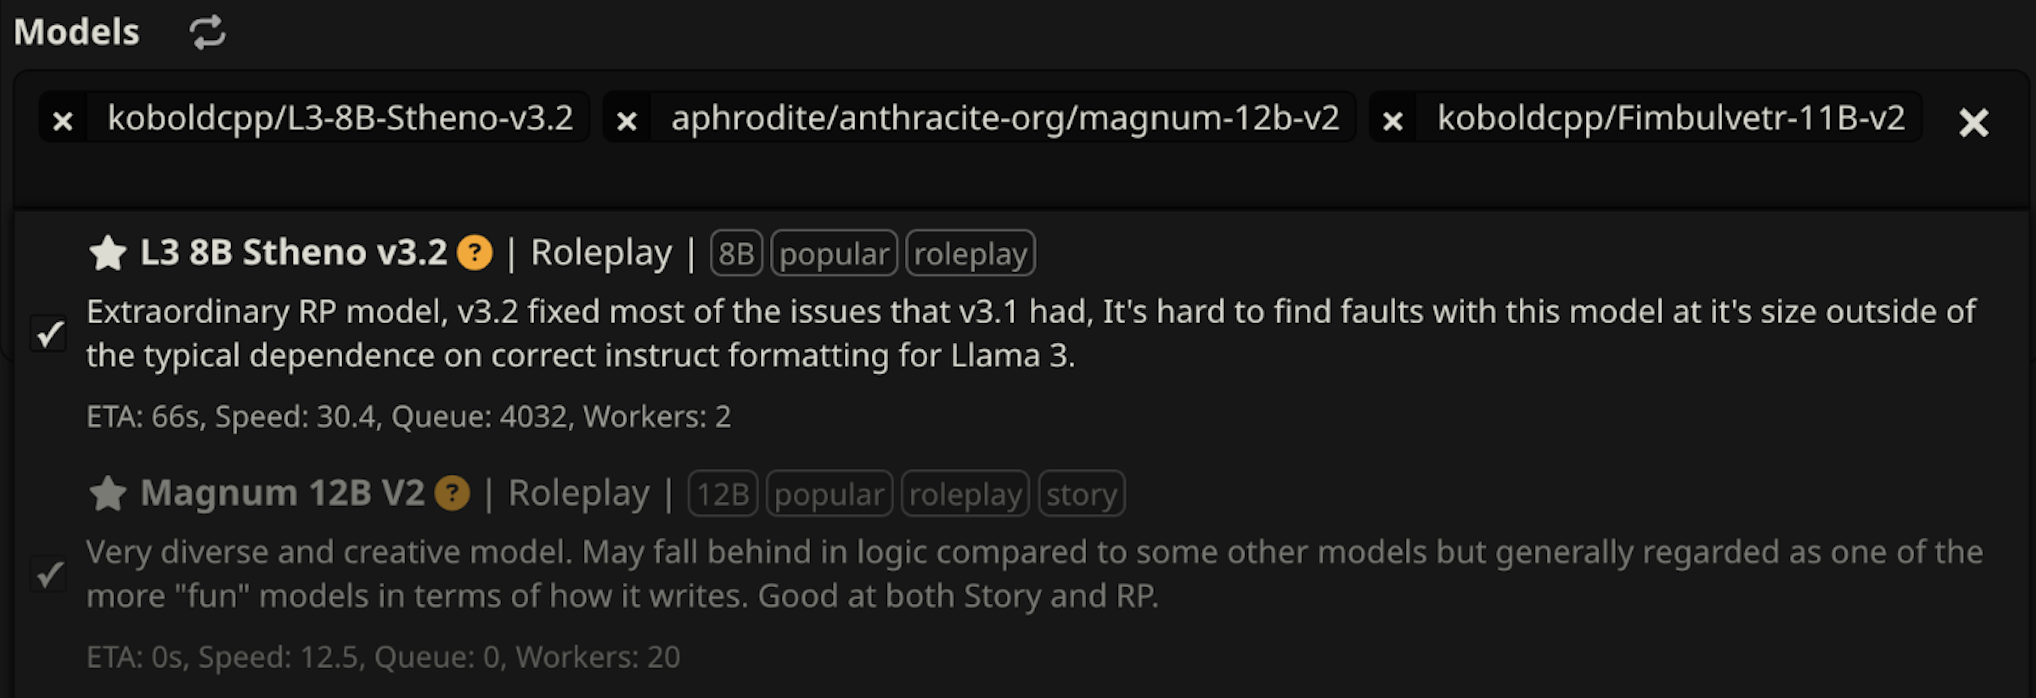 Models
× koboldcpp/L3-8B-Stheno-v3.2 × aphrodite/anthracite-org/magnum-12b-v2 × koboldcpp/Fimbulvetr-11B-v2 ×
★ L3 8B Stheno v3.2 ? | Roleplay | 8B popular roleplay
Extraordinary RP model, v3.2 fixed most of the issues that v3.1 had, It's hard to find faults with this model at it's size outside of
the typical dependence on correct instruct formatting for Llama 3.
ETA: 66s, Speed: 30.4, Queue: 4032, Workers: 2
★ Magnum 12B V2 ? | Roleplay | 12B popular roleplay story
Very diverse and creative model. May fall behind in logic compared to some other models but generally regarded as one of the
more "fun" models in terms of how it writes. Good at both Story and RP.
ETA: 0s, Speed: 12.5, Queue: 0, Workers: 20